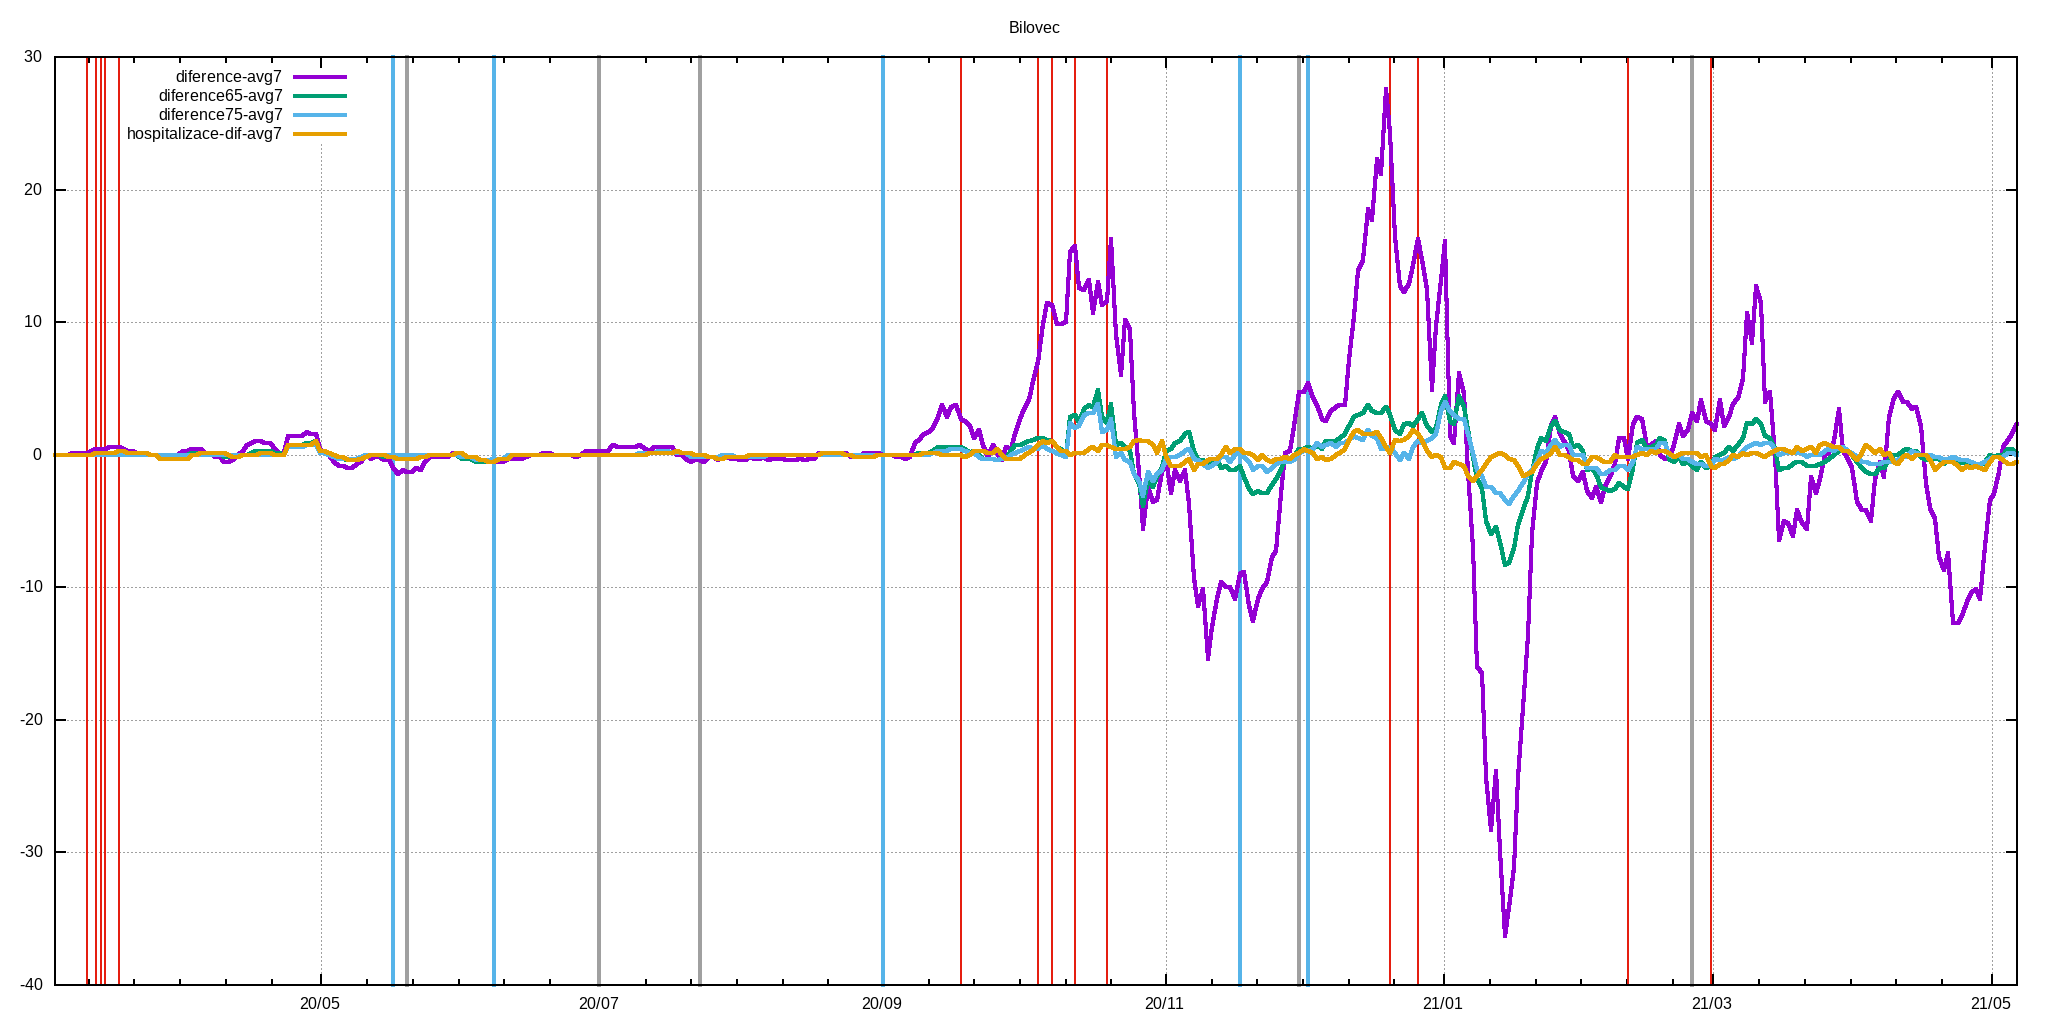 Bilovec
30
diference-avg7
diference65-avg7
diference75-avg7
hospitalizace-dif-avg7
20
10
0
-10
-20
-30
-40
20/05 20/07 20/09 20/11 21/01 21/03 21/05